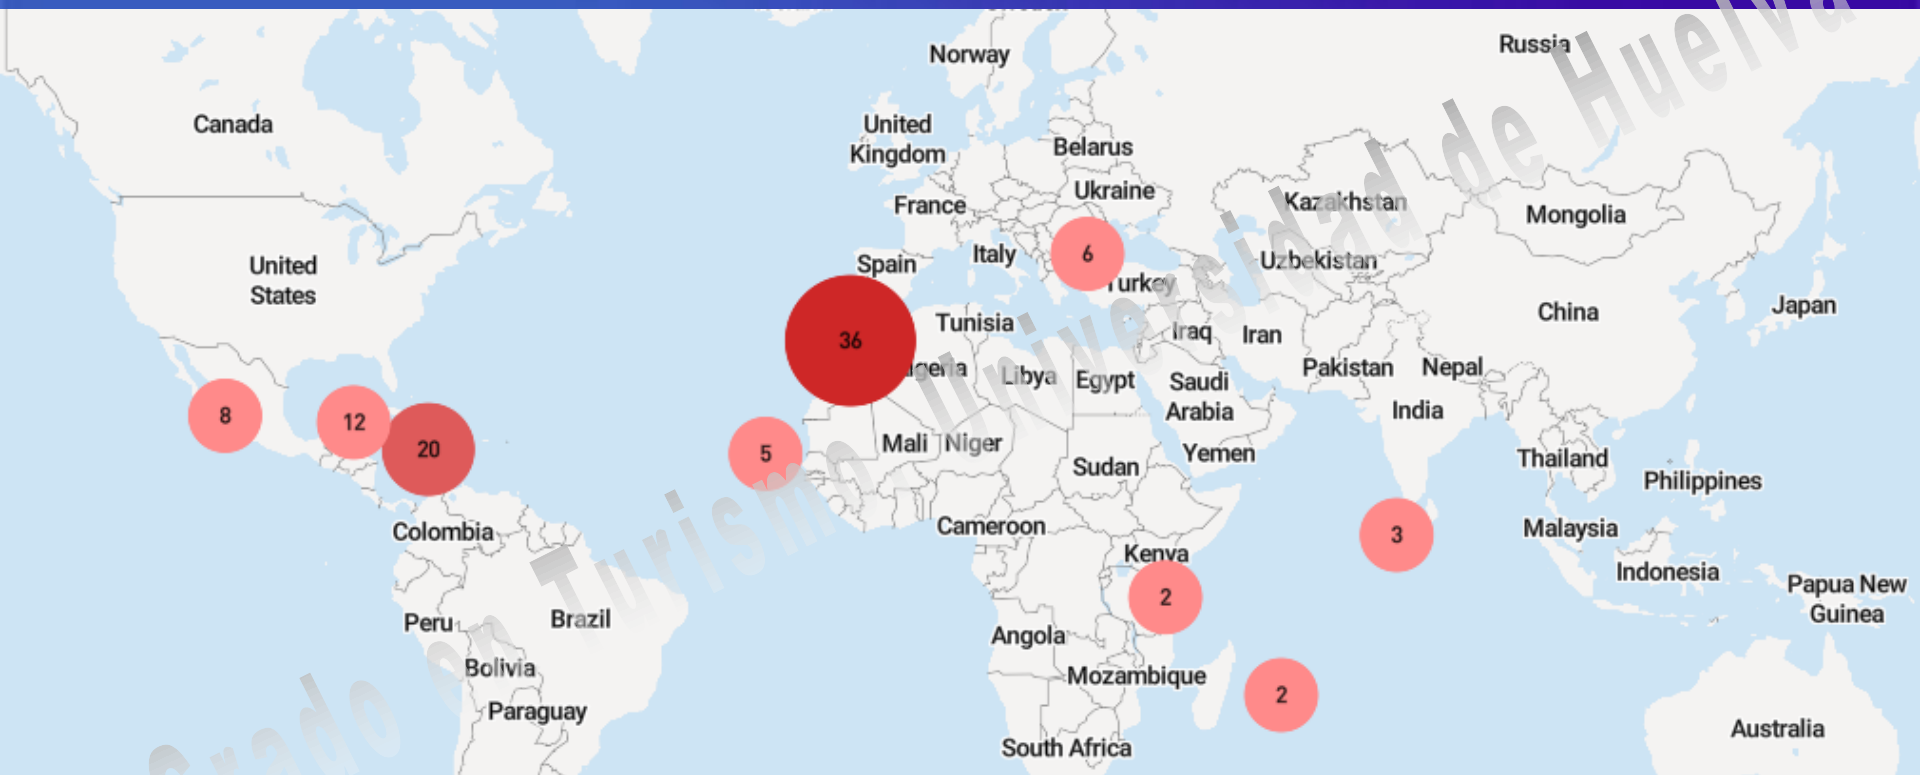 Norway
Russia
Canada
United
Kingdom
Belarus
Ukraine
France
Kazakhstan
Mongolia
United
States
Spain
Italy
6
Uzbekistan
Turkey
China
Japan
36
Tunisia
Iraq
Iran
Libya
Egypt
Saudi
Arabia
Pakistan
Nepal
India
8
12
20
5
Mali
Niger
Sudan
Yemen
Thailand
Philippines
Colombia
Cameroon
Kenya
3
Malaysia
Indonesia
Papua New
Guinea
2
Peru
Brazil
Angola
Bolivia
Mozambique
2
Paraguay
South Africa
Australia
Grado en Turismo. Universidad de Huelva